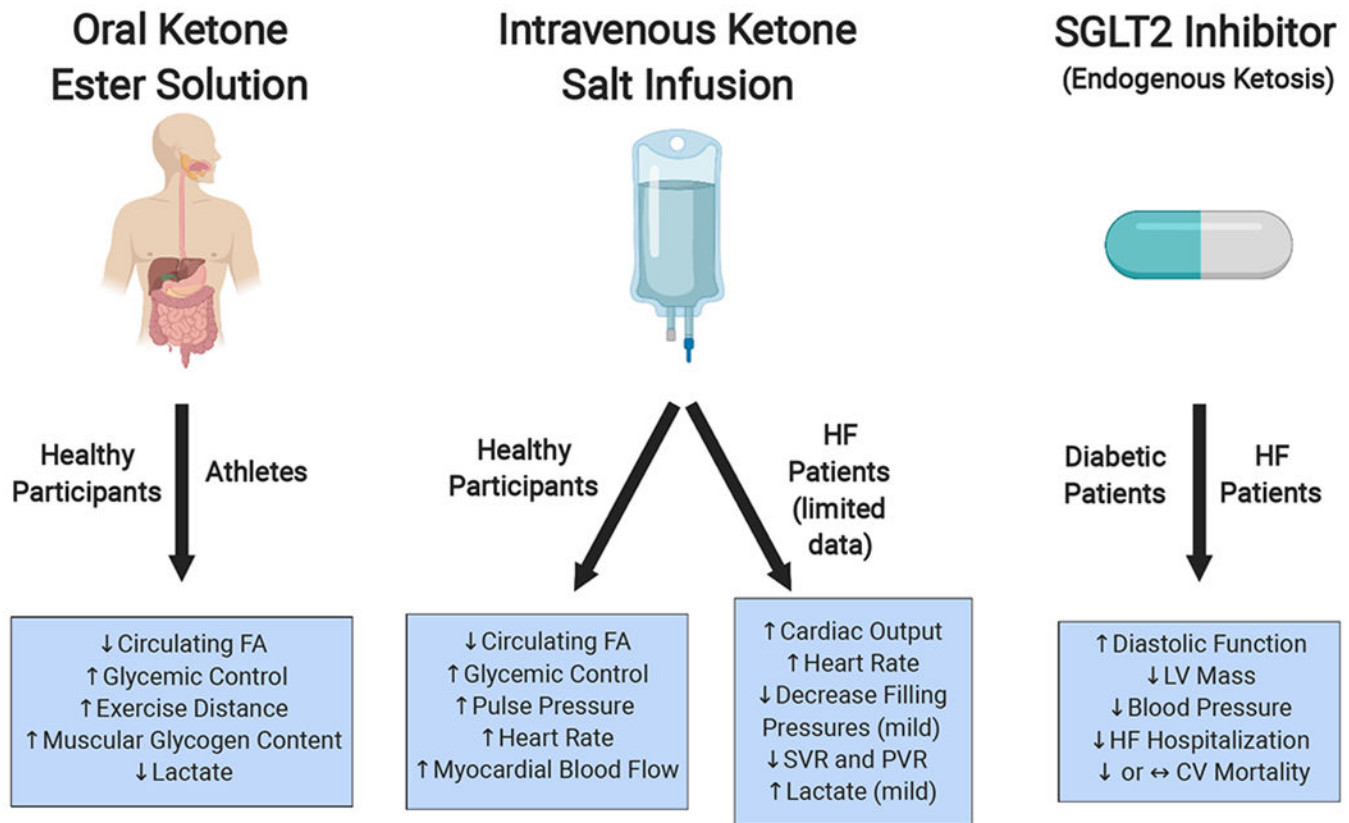 Oral Ketone
Ester Solution
Healthy
Participants
Athletes
↓Circulating FA
↑Glycemic Control
↑Exercise Distance
↑Muscular Glycogen Content
↓Lactate
Intravenous Ketone
Salt Infusion
Healthy
Participants
HF
Patients
(limited
data)
↓Circulating FA
↑Glycemic Control
↑Pulse Pressure
↑Heart Rate
↑Myocardial Blood Flow
↑Cardiac Output
↑Heart Rate
↓Decrease Filling
Pressures (mild)
↓SVR and PVR
↑Lactate (mild)
SGLT2 Inhibitor
(Endogenous Ketosis)
Diabetic
Patients
HF
Patients
↑Diastolic Function
↓LV Mass
↓Blood Pressure
↓HF Hospitalization
↓ or ↔ CV Mortality